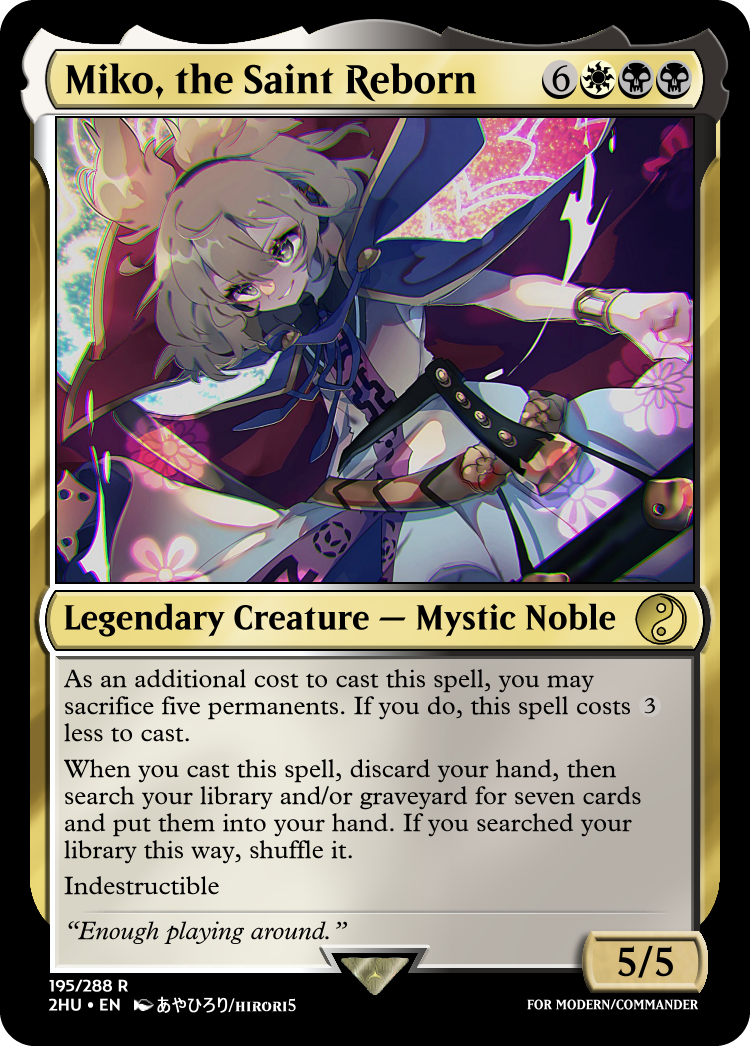 Miko, the Saint Reborn 6
Legendary Creature — Mystic Noble
As an additional cost to cast this spell, you may
sacrifice five permanents. If you do, this spell costs 3
less to cast.
When you cast this spell, discard your hand, then
search your library and/or graveyard for seven cards
and put them into your hand. If you searched your
library this way, shuffle it.
Indestructible
“Enough playing around.”
5/5
195/288 R
2HU • EN あやひろり/HIRORI5
FOR MODERN/COMMANDER